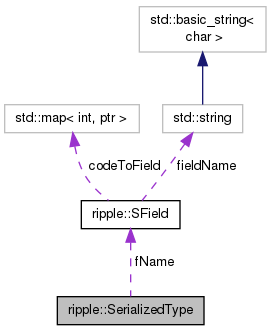 std::basic_string<
char >
std::map< int, ptr >
std::string
codeToField
fieldName
ripple::SField
fName
ripple::SerializedType